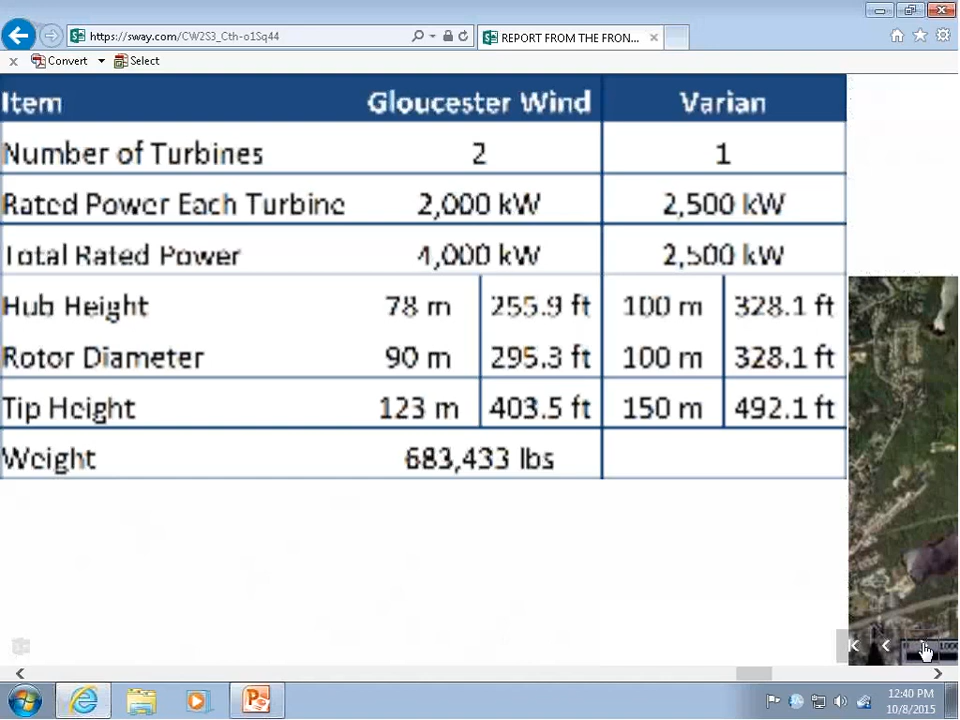 https://sway.com/CW2S3_Cth-o1Sq44
REPORT FROM THE FRON...
x Convert Select
Item Gloucester Wind Varian
Number of Turbines 2 1
Rated Power Each Turbine 2,000 kW 2,500 kW
Total Rated Power 4,000 kW 2,500 kW
Hub Height 78 m 255.9 ft 100 m 328.1 ft
Rotor Diameter 90 m 295.3 ft 100 m 328.1 ft
Tip Height 123 m 403.5 ft 150 m 492.1 ft
Weight 683,433 lbs
12:40 PM
10/8/2015